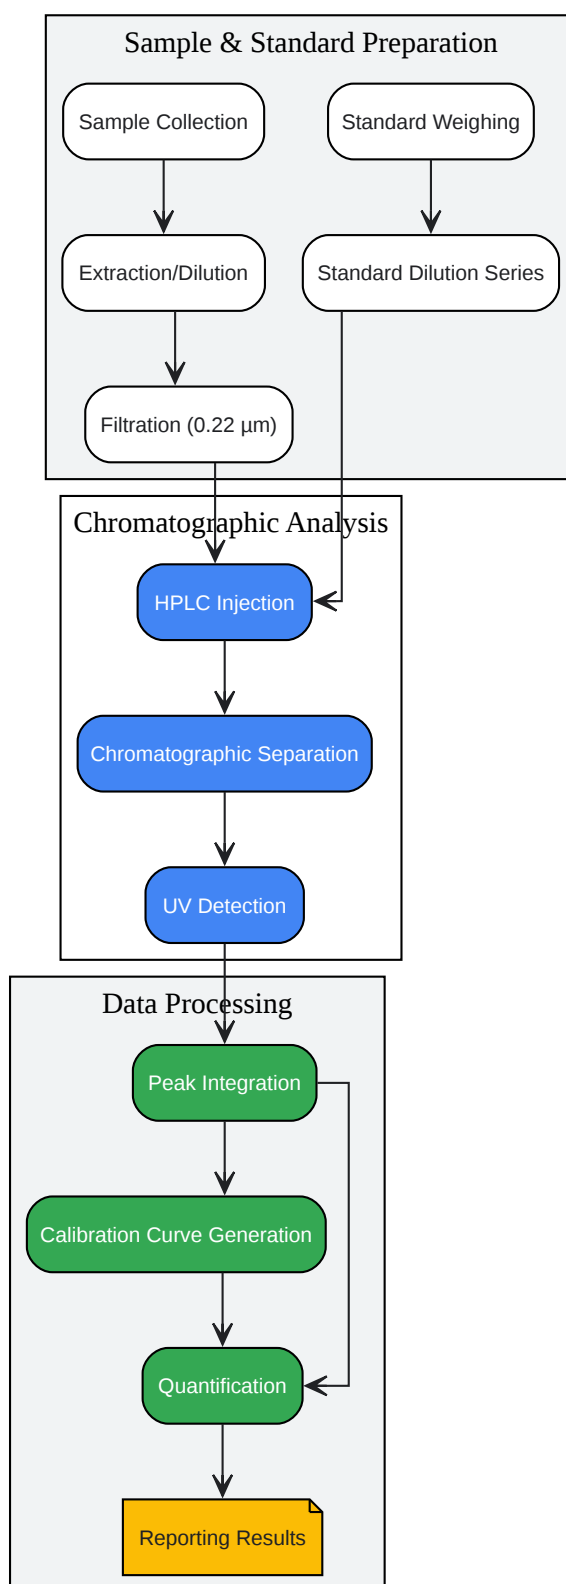 Sample & Standard Preparation
Sample Collection
Standard Weighing
Extraction/Dilution
Standard Dilution Series
Filtration (0.22 µm)
Chromatographic Analysis
HPLC Injection
Chromatographic Separation
UV Detection
Data Processing
Peak Integration
Calibration Curve Generation
Quantification
Reporting Results